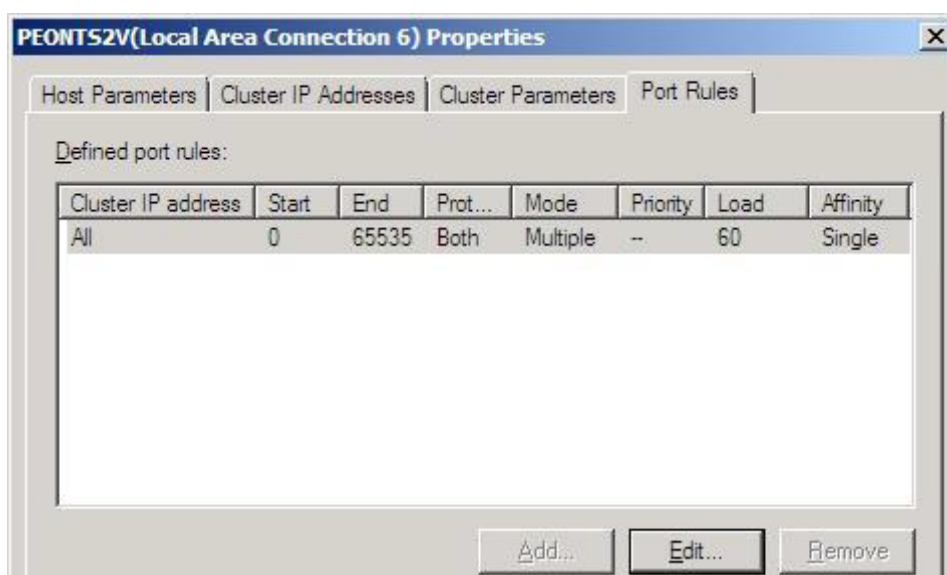 PEONTS2V(Local Area Connection 6) Properties
Host Parameters Cluster IP Addresses Cluster Parameters Port Rules
Defined port rules:
Cluster IP address Start End Prot... Mode Priority Load Affinity
All 0 65535 Both Multiple -- 60 Single
Add... Edit... Remove